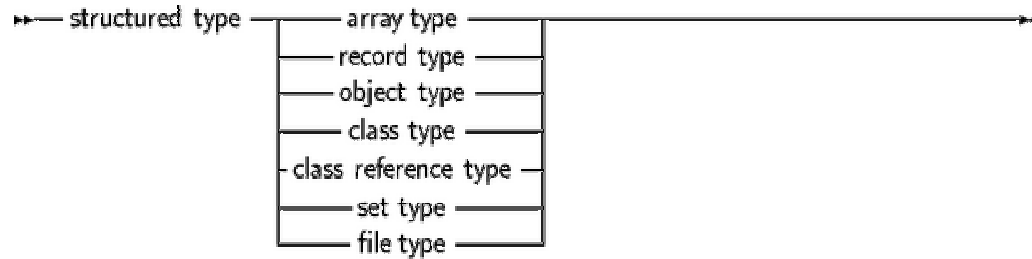 structured type array type
record type
object type
class type
class reference type
set type
file type